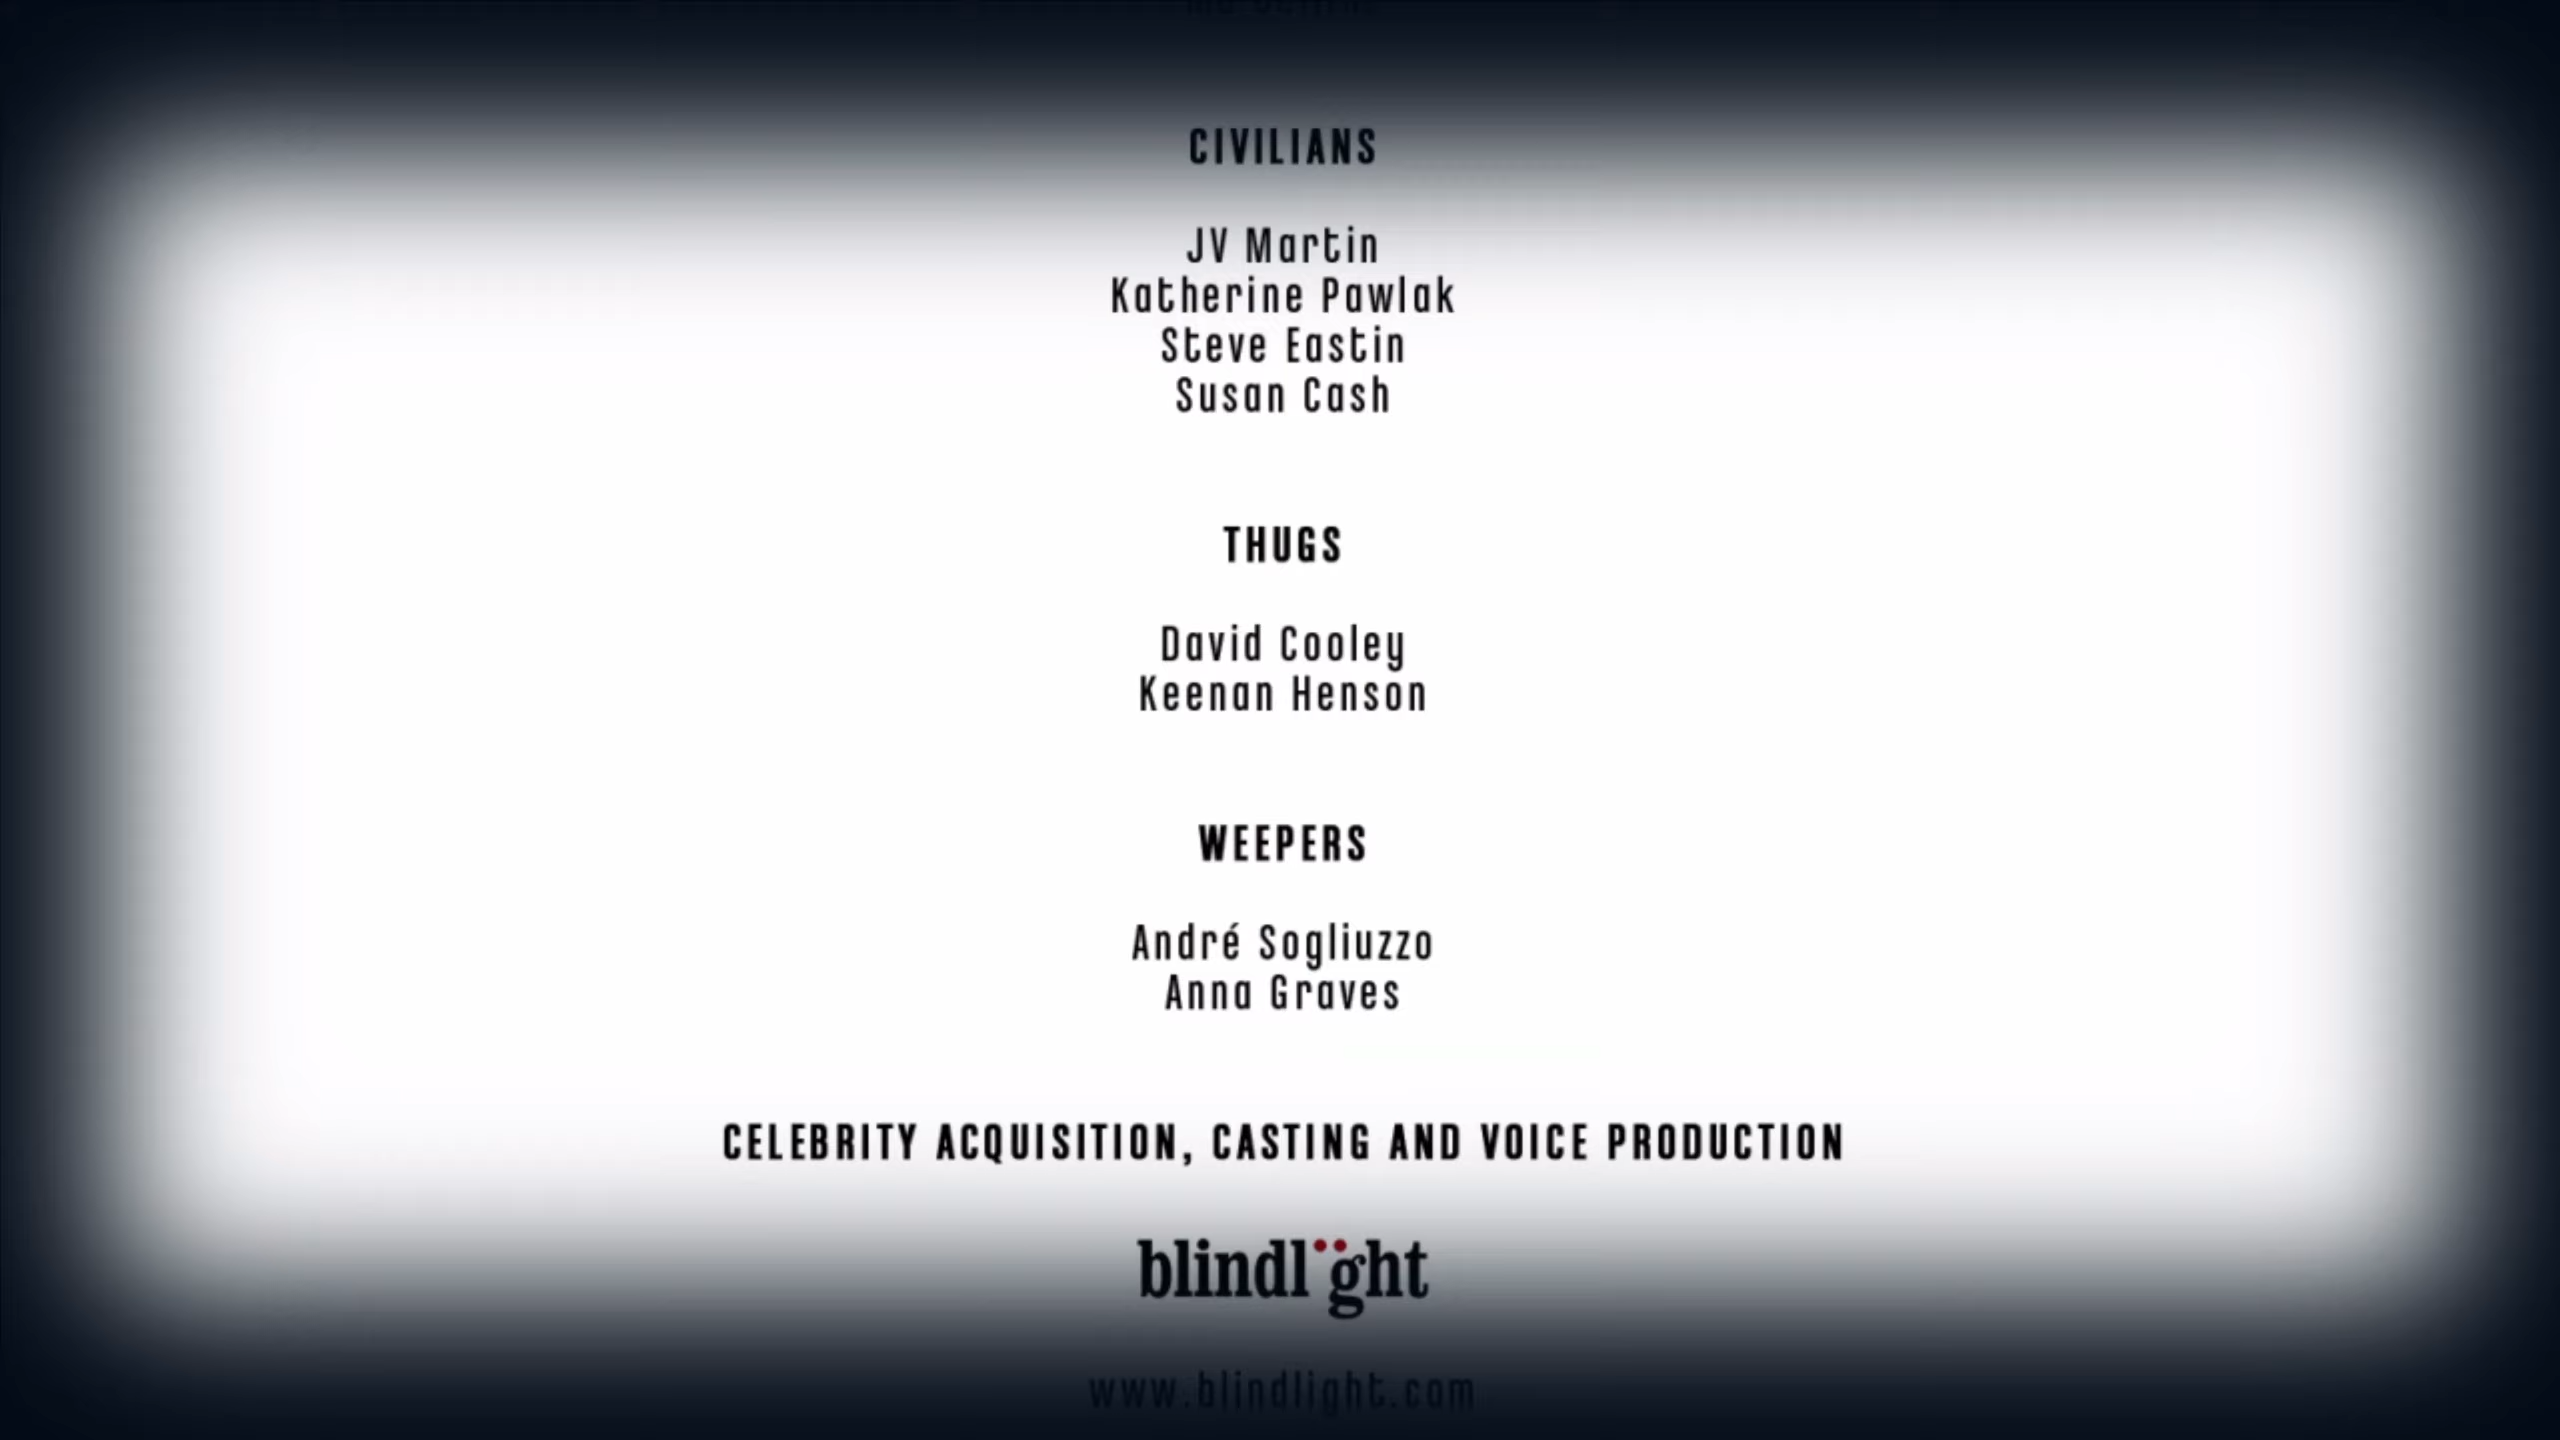 CIVILIANS
JV Martin
Katherine Pawlak
Steve Eastin
Susan Cash
THUGS
David Cooley
Keenan Henson
WEEPERS
André Sogliuzzo
Anna Graves
CELEBRITY ACQUISITION, CASTING AND VOICE PRODUCTION
blindlight
www.blindlight.com